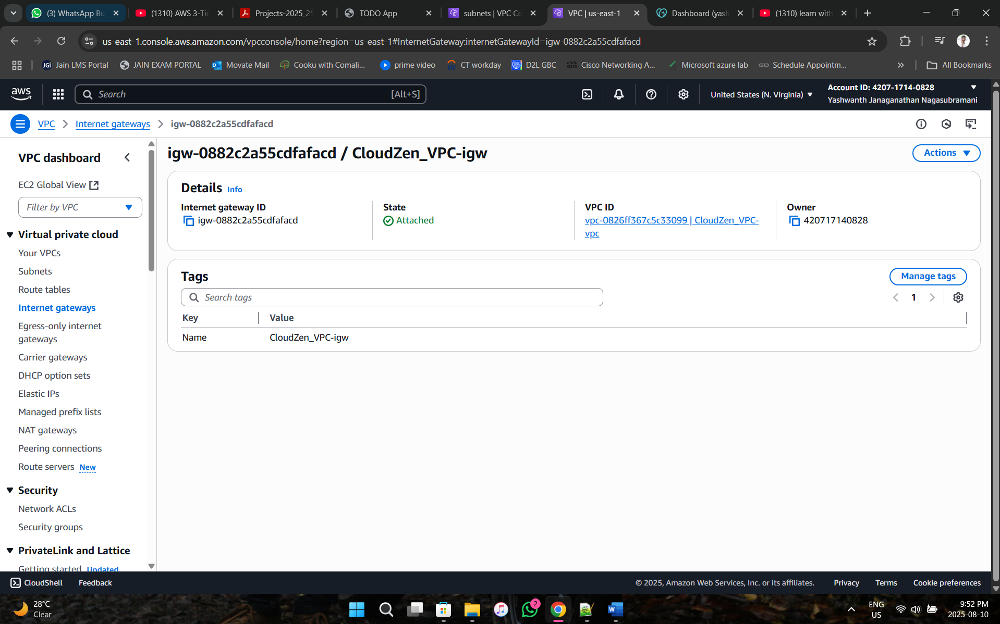 (3) WhatsApp Bu
(1310) AWS 3-Tie
Projects-2025_25
TODO App
subnets | VPC Co
VPC | us-east-1
Dashboard (yash
(1310) learn with
us-east-1.console.aws.amazon.com/vpcconsole/home?region=us-east-1#InternetGateway:internetGatewayId=igw-0882c2a55cdfafacd
JGI Jain LMS Portal
JAIN EXAM PORTAL
Movate Mail
Cooku with Comali...
prime video
CT workday
D2L GBC
Cisco Networking A...
Microsoft azure lab
GD Schedule Appointm...
All Bookmarks
aws
Search [Alt+S]
United States (N. Virginia)
Account ID: 4207-1714-0828
Yashwanth Janaganathan Nagasubramani
VPC Internet gateways igw-0882c2a55cdfafacd
VPC dashboard
EC2 Global View
Filter by VPC
Virtual private cloud
Your VPCs
Subnets
Route tables
Internet gateways
Egress-only internet
gateways
Carrier gateways
DHCP option sets
Elastic IPs
Managed prefix lists
NAT gateways
Peering connections
Route servers New
Security
Network ACLs
Security groups
PrivateLink and Lattice
Getting started Updated
igw-0882c2a55cdfafacd / CloudZen_VPC-igw
Actions
Details Info
Internet gateway ID
igw-0882c2a55cdfafacd
State
Attached
VPC ID
vpc-0826ff367c5c33099 | CloudZen_VPC-
vpc
Owner
420717140828
Tags
Manage tags
Search tags
1
Key Value
Name CloudZen_VPC-igw
CloudShell Feedback
© 2025, Amazon Web Services, Inc. or its affiliates. Privacy Terms Cookie preferences
28°C
Clear
2
ENG
US
9:52 PM
2025-08-10